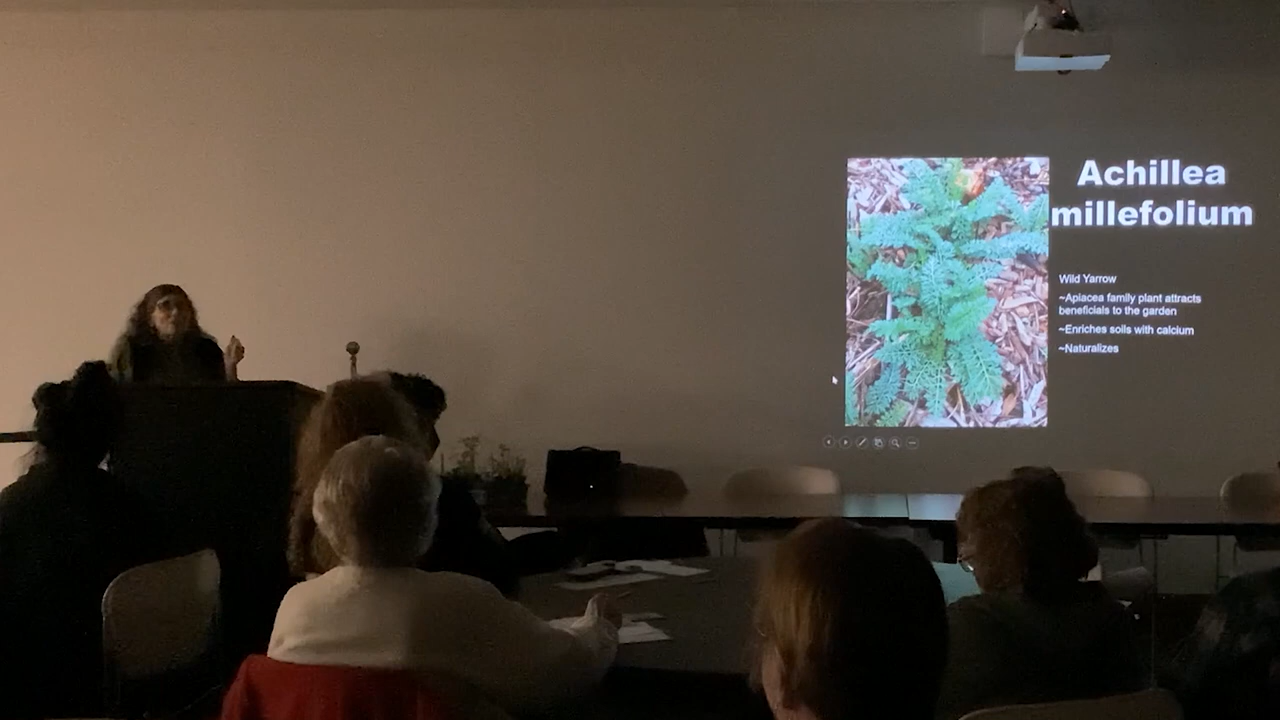 Achillea
millefolium
Wild Yarrow
~Apiacea family plant attracts
beneficials to the garden
~Enriches soils with calcium
~Naturalizes